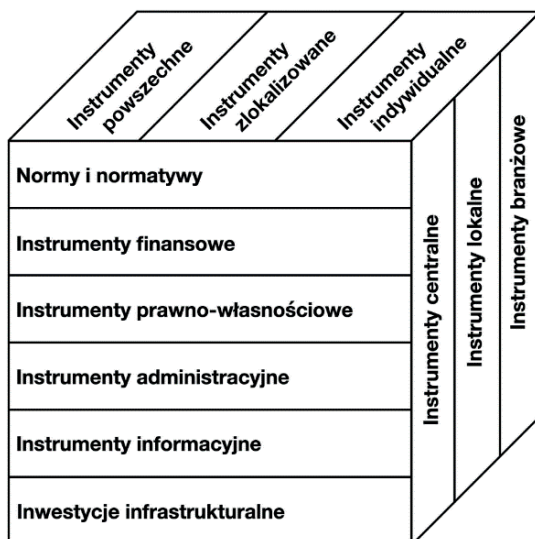 Instrumenty
powszechne
Instrumenty
zlokalizowane
Instrumenty
indywidualne
Normy i normatywy
Instrumenty finansowe
Instrumenty prawno-własnościowe
Instrumenty administracyjne
Instrumenty informacyjne
Inwestycje infrastrukturalne
Instrumenty centralne
Instrumenty lokalne
Instrumenty branżowe